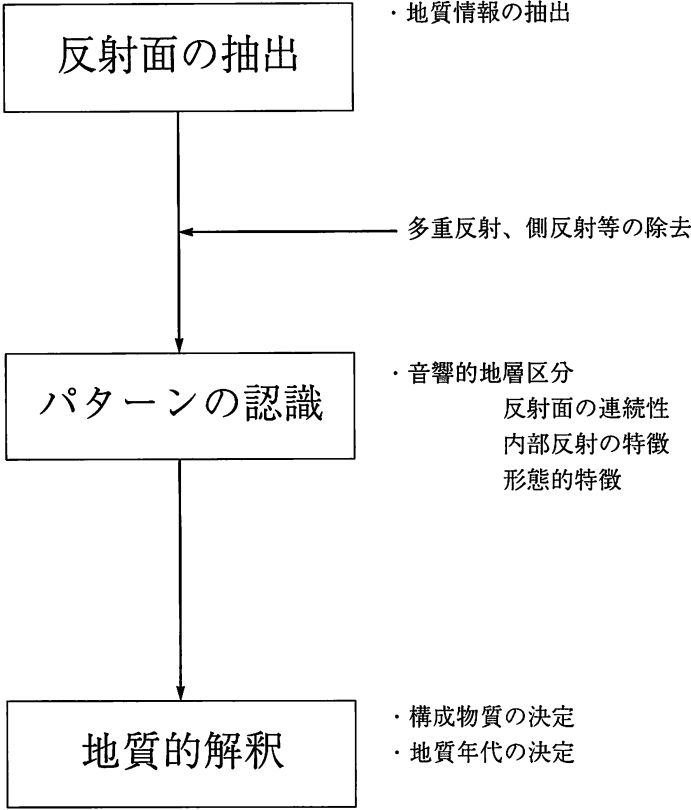 反射面の抽出
・地質情報の抽出
多重反射、側反射等の除去
パターンの認識
・音響的地層区分
反射面の連続性
内部反射の特徴
形態的特徴
地質的解釈
・構成物質の決定
・地質年代の決定